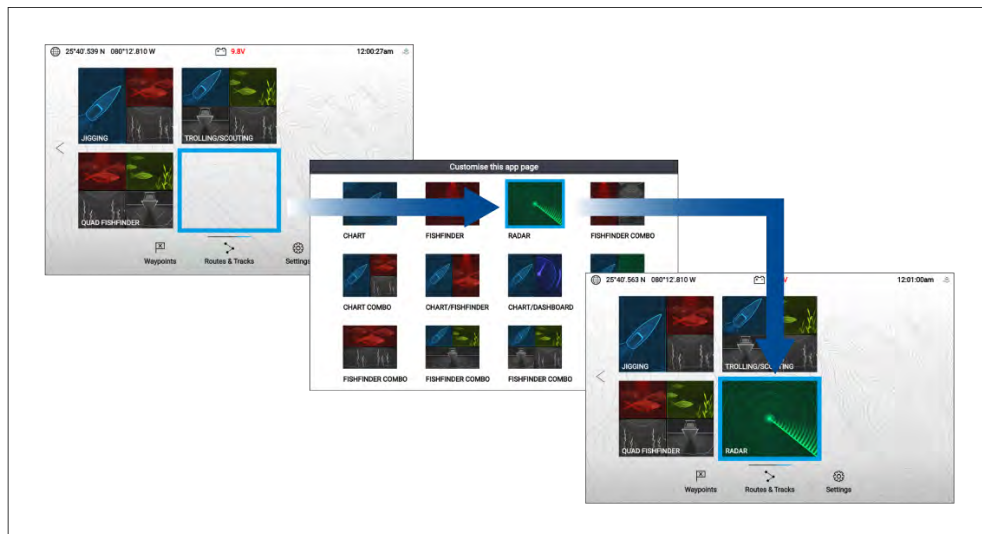 25°40'.539 N 080°12'.810 W 9.8V 12:00:27am
JIGGING TROLLING/SCOUTING
QUAD FISHFINDER
Waypoints Routes & Tracks Settings
Customise this app page
CHART FISHFINDER RADAR FISHFINDER COMBO
CHART COMBO CHART/FISHFINDER CHART/DASHBOARD
FISHFINDER COMBO FISHFINDER COMBO FISHFINDER COMBO
25°40'.563 N 080°12'.810 W V 12:01:00am
JIGGING
QUAD FISHFINDER RADAR
Waypoints Routes & Tracks Settings